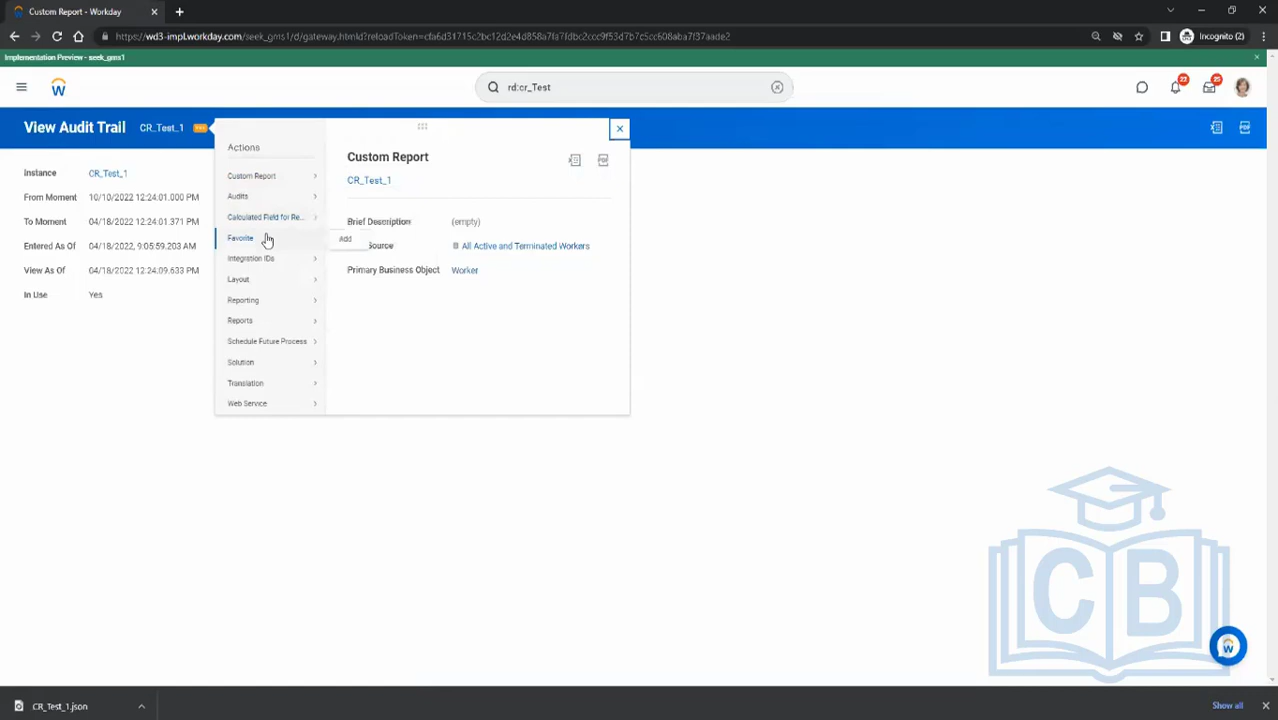 Custom Report - Workday
https://wd3-impl.workday.com/seek_gms1/d/gateway.htmld?reloadToken=cfa6d31715c2bc12d2e4d858a7fa7fdbc2ccc9f53d7b7c5cc608aba7f37aade2
Incognito (2)
Implementation Preview - seek_gms1
rd:cr_Test
22
25
View Audit Trail
CR_Test_1
Instance
CR_Test_1
From Moment
10/10/2022 12:24:01.000 PM
To Moment
04/18/2022 12:24:01.371 PM
Entered As Of
04/18/2022, 9:05:59.203 AM
View As Of
04/18/2022 12:24:09.633 PM
In Use
Yes
Actions
Custom Report
Audits
Calculated Field for Re...
Favorite
Add
Integration IDs
Layout
Reporting
Reports
Schedule Future Process
Solution
Translation
Web Service
Custom Report
CR_Test_1
Brief Description
(empty)
Source
All Active and Terminated Workers
Primary Business Object
Worker
CB
CR_Test_1.json
Show all